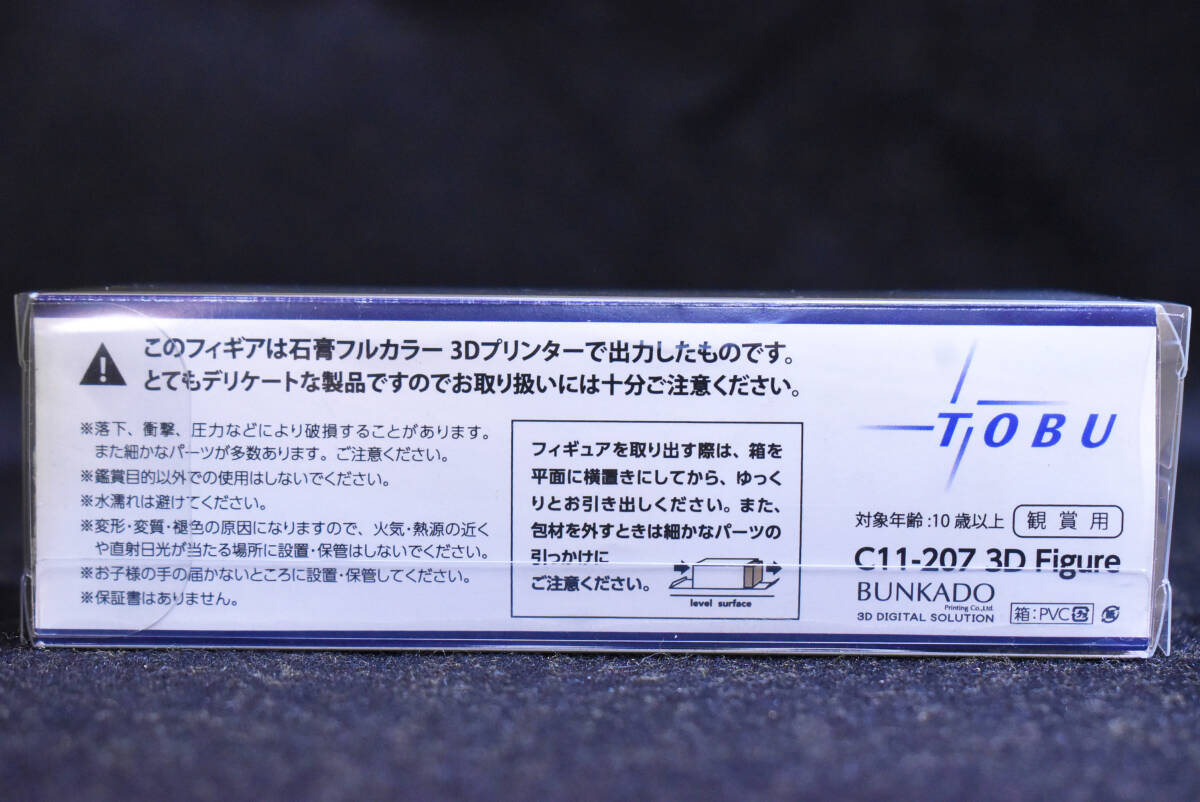 このフィギアは石膏フルカラー 3Dプリンターで出力したものです。
とてもデリケートな製品ですのでお取り扱いには十分ご注意ください。
※落下、衝撃、圧力などにより破損することがあります。
また細かなパーツが多数あります。ご注意ください。
※鑑賞目的以外での使用はしないでください。
※水濡れは避けてください。
※変形・変質・褪色の原因になりますので、火気・熱源の近く
や直射日光が当たる場所に設置・保管はしないでください。
※お子様の手の届かないところに設置・保管してください。
※保証書はありません。
フィギュアを取り出す際は、箱を
平面に横置きにしてから、ゆっく
りとお引き出しください。また、
包材を外すときは細かなパーツの
引っかけに
ご注意ください。
level surface
TOBU
対象年齢:10歳以上 観賞用
C11-207 3D Figure
BUNKADO
Printing Co.,Ltd.
3D DIGITAL SOLUTION
箱:PVC